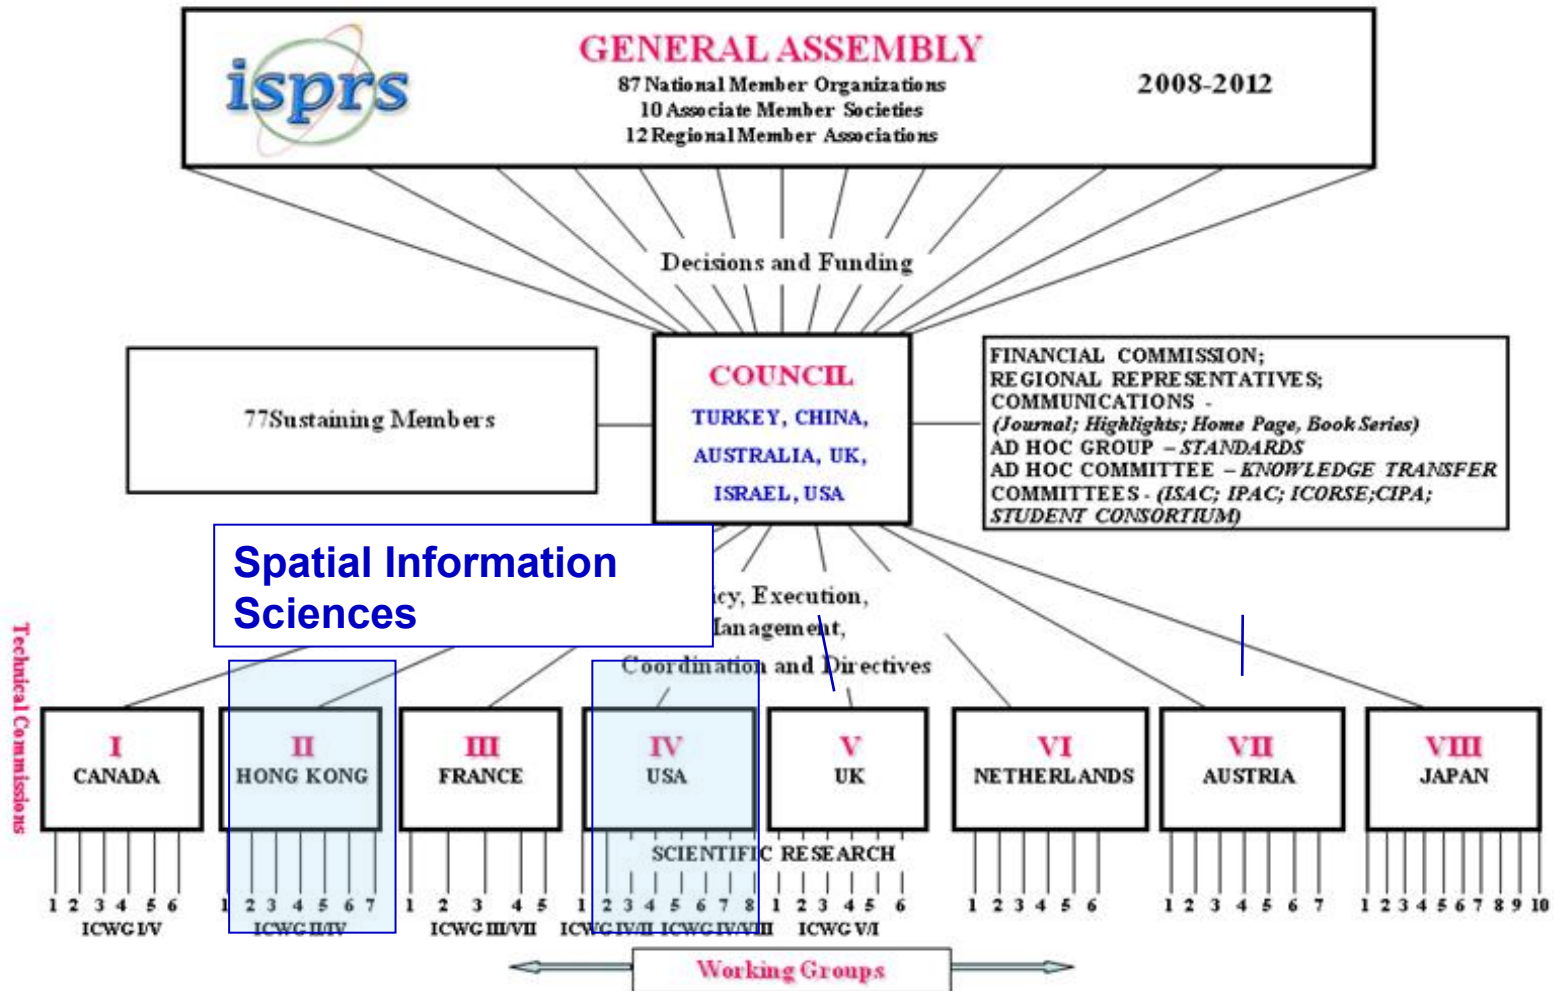 isprs
GENERAL ASSEMBLY
87 National Member Organizations
10 Associate Member Societies
12 Regional Member Associations
2008-2012
Decisions and Funding
77Sustaining Members
COUNCIL
TURKEY, CHINA,
AUSTRALIA, UK,
ISRAEL, USA
FINANCIAL COMMISSION;
REGIONAL REPRESENTATIVES;
COMMUNICATIONS -
(Journal; Highlights; Home Page, Book Series)
AD HOC GROUP – STANDARDS
AD HOC COMMITTEE – KNOWLEDGE TRANSFER
COMMITTEES - (ISAC; IPAC; ICORSE;CIPA;
STUDENT CONSORTIUM)
Spatial Information
Sciences
icy, Execution,
Management,
Coordination and Directives
Technical Commissions
I
CANADA
II
HONG KONG
III
FRANCE
IV
USA
V
UK
VI
NETHERLANDS
VII
AUSTRIA
VIII
JAPAN
SCIENTIFIC RESEARCH
1 2 3 4 5 6
1 2 3 4 5 6 7
1 2 3 4 5
1 2 3 4 5 6 7 8
1 2 3 4 5 6
1 2 3 4 5 6
1 2 3 4 5 6 7
1 2 3 4 5 6 7 8 9 10
ICWG I/V
ICWG II/IV
ICWG III/VII
ICWG IV/II ICWG IV/VIII
ICWG V/I
Working Groups